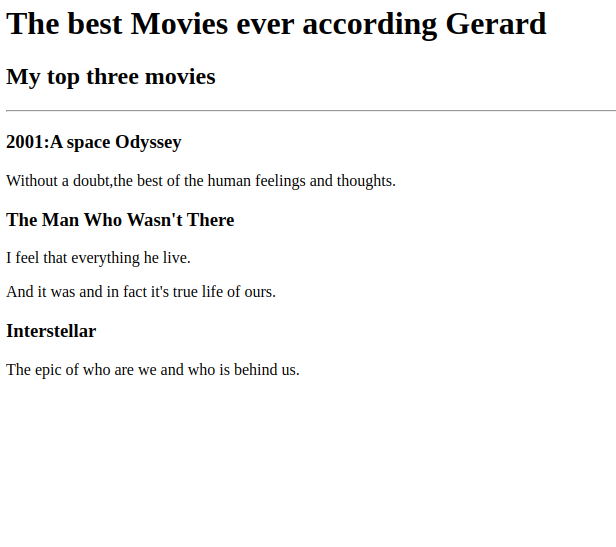 The best Movies ever according Gerard
My top three movies
2001:A space Odyssey
Without a doubt,the best of the human feelings and thoughts.
The Man Who Wasn't There
I feel that everything he live.
And it was and in fact it's true life of ours.
Interstellar
The epic of who are we and who is behind us.